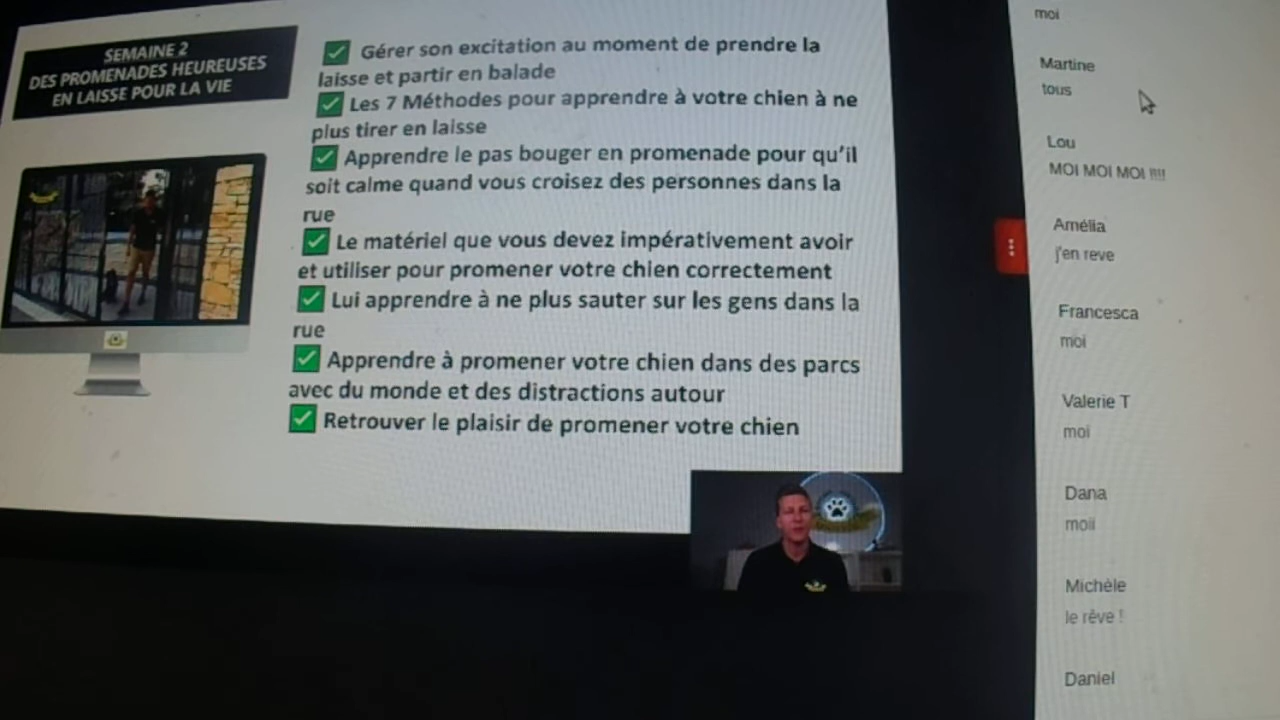 SEMAINE 2
DES PROMENADES HEUREUSES
EN LAISSE POUR LA VIE
Gérer son excitation au moment de prendre la
laisse et partir en balade
Les 7 Méthodes pour apprendre à votre chien à ne
plus tirer en laisse
Apprendre le pas bouger en promenade pour qu'il
soit calme quand vous croisez des personnes dans la
rue
Le matériel que vous devez impérativement avoir
et utiliser pour promener votre chien correctement
Lui apprendre à ne plus sauter sur les gens dans la
rue
Apprendre à promener votre chien dans des parcs
avec du monde et des distractions autour
Retrouver le plaisir de promener votre chien
moi
Martine
tous
Lou
MOI MOI MOI !!!!
Amélia
j'en reve
Francesca
moi
Valerie T
moi
Dana
moii
Michèle
le rêve !
Daniel